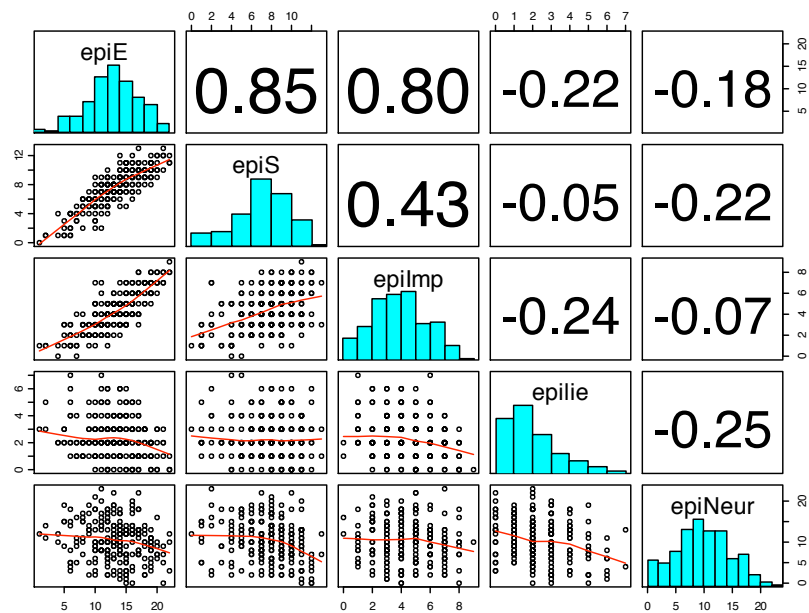 0 2 4 6 8 10
0 1 2 3 4 5 6 7
epiE
0.85
0.80
-0.22
-0.18
5 10 15 20
0 4 8 12
epiS
0.43
-0.05
-0.22
epiImp
-0.24
-0.07
0 2 4 6 8
0 2 4 6
epilie
-0.25
epiNeur
0 5 10 15 20
5 10 15 20
0 2 4 6 8
0 5 10 20